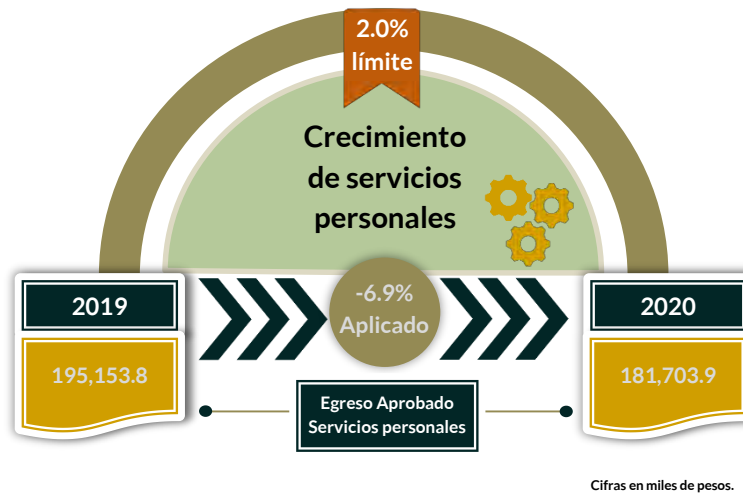 2.0%
límite
Crecimiento
de servicios
personales
2019
-6.9%
Aplicado
2020
195,153.8
181,703.9
Egreso Aprobado
Servicios personales
Cifras en miles de pesos.